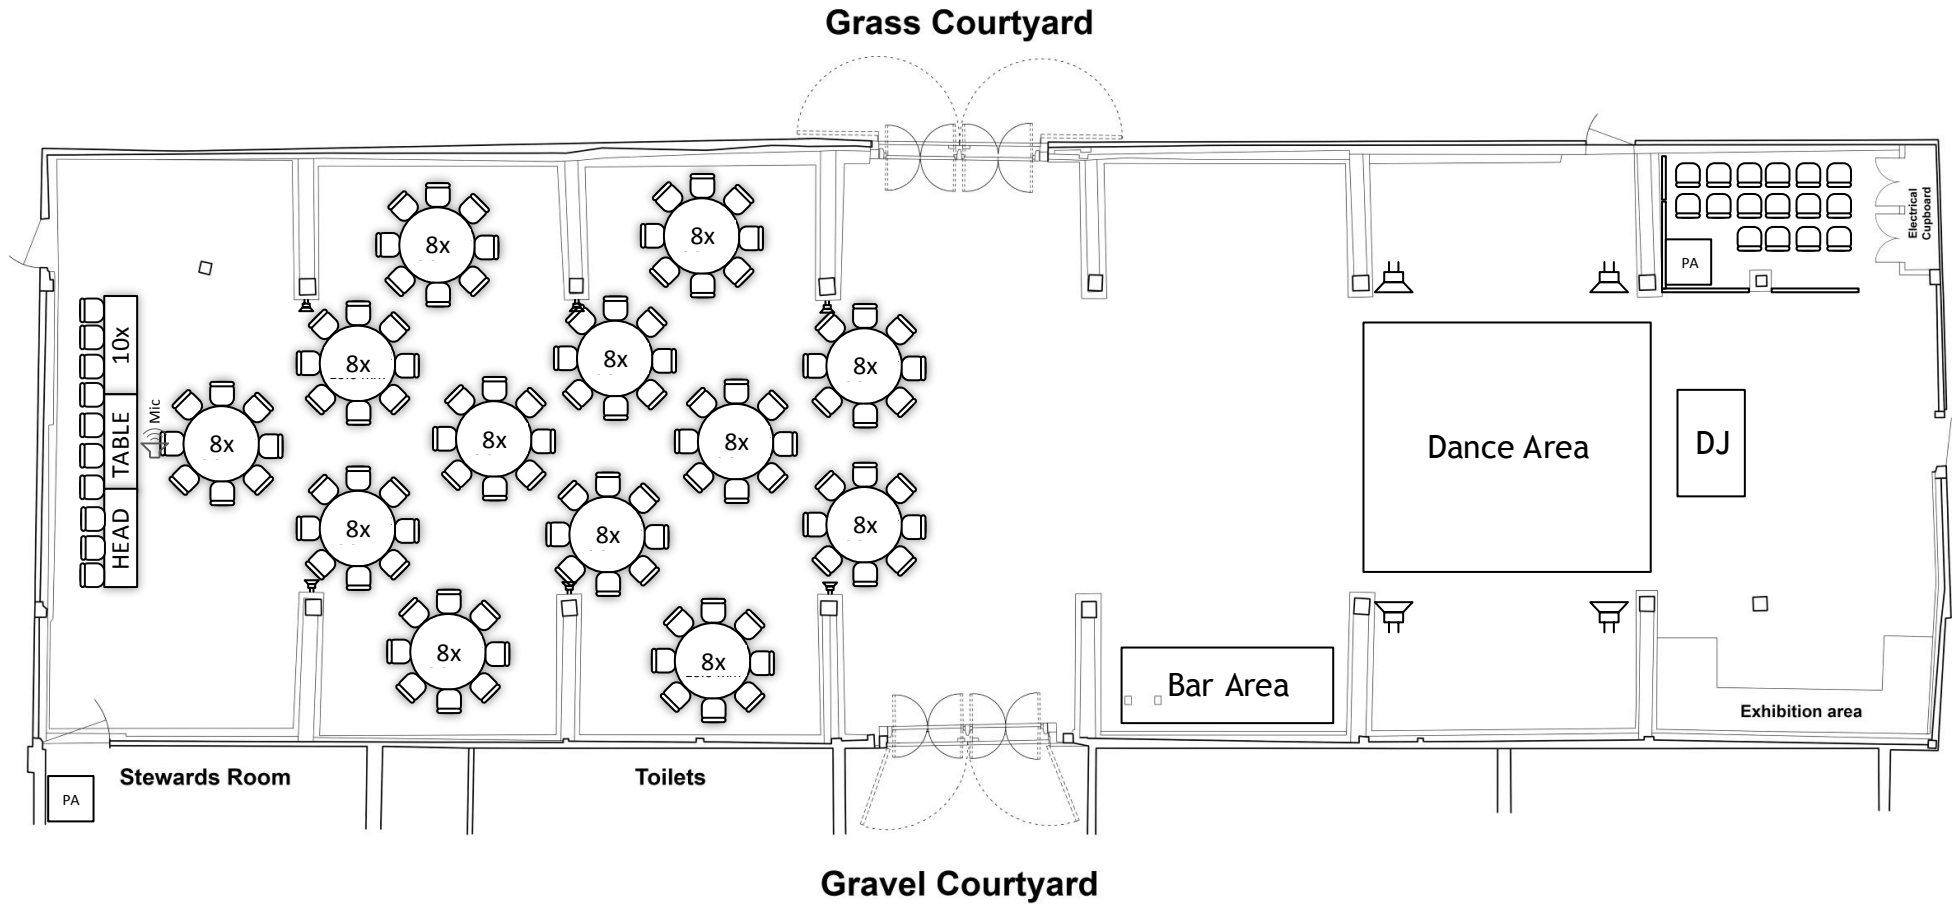 Grass Courtyard
8x
8x
Electrical
Cupboard
PA
10x
TABLE
HEAD
Mic
8x
8x
8x
8x
8x
8x
8x
8x
8x
8x
8x
Dance Area
DJ
Bar Area
Exhibition area
Stewards Room
Toilets
PA
Gravel Courtyard